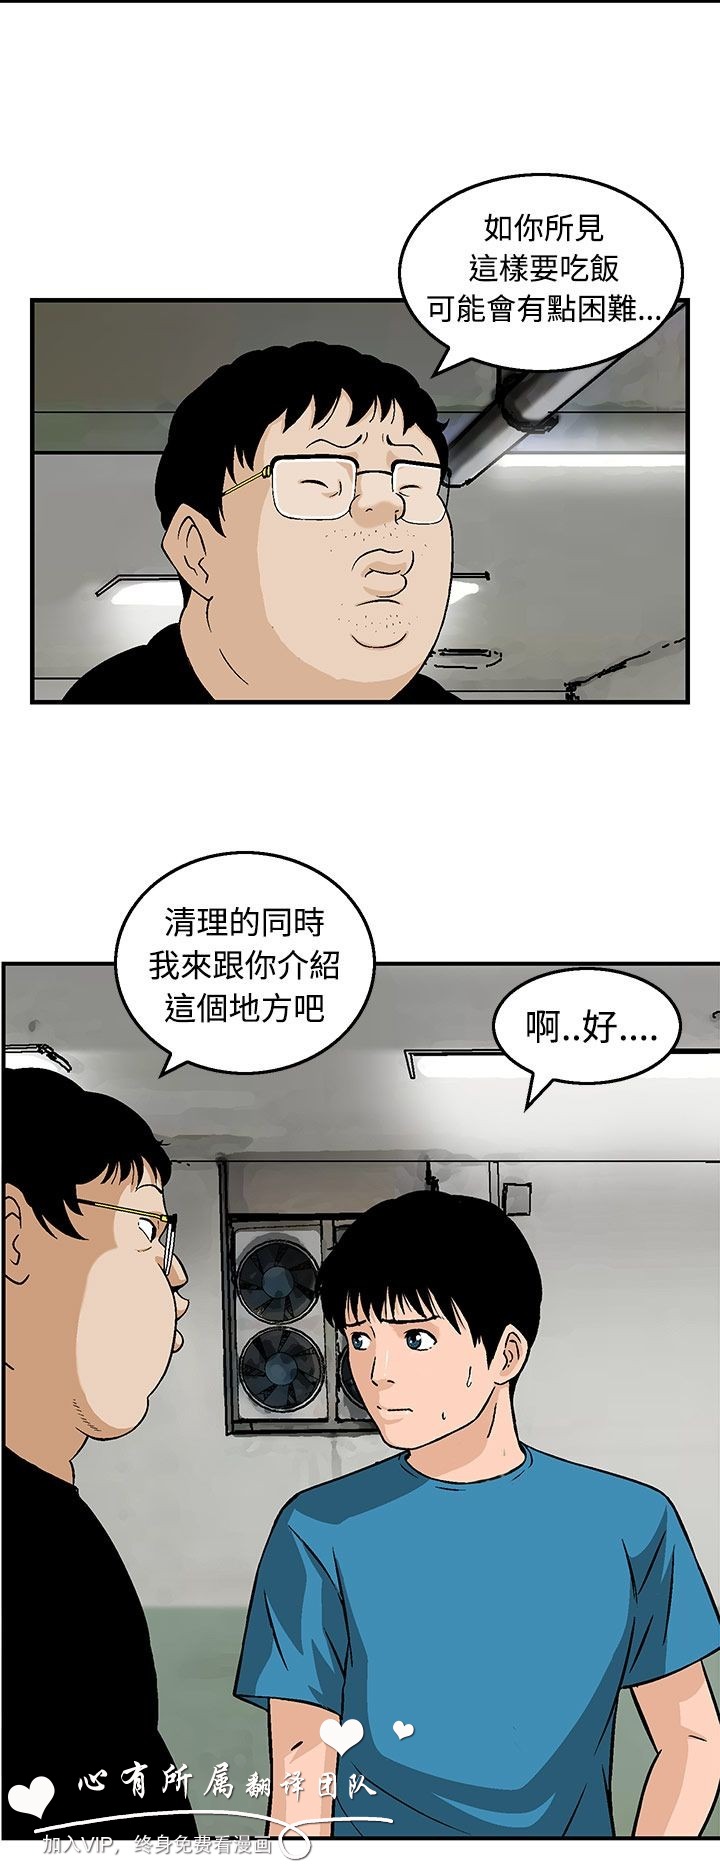 如你所見
這樣要吃飯
可能會有點困難...
清理的同時
我來跟你介紹
這個地方吧
啊..好....
心有所属翻译团队
加入VIP，终身免费看漫画